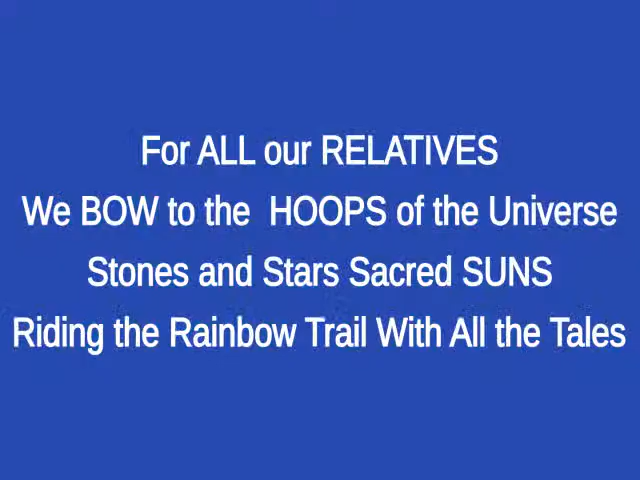 For ALL our RELATIVES
We BOW to the  HOOPS of the Universe
Stones and Stars Sacred SUNS
Riding the Rainbow Trail With All the Tales